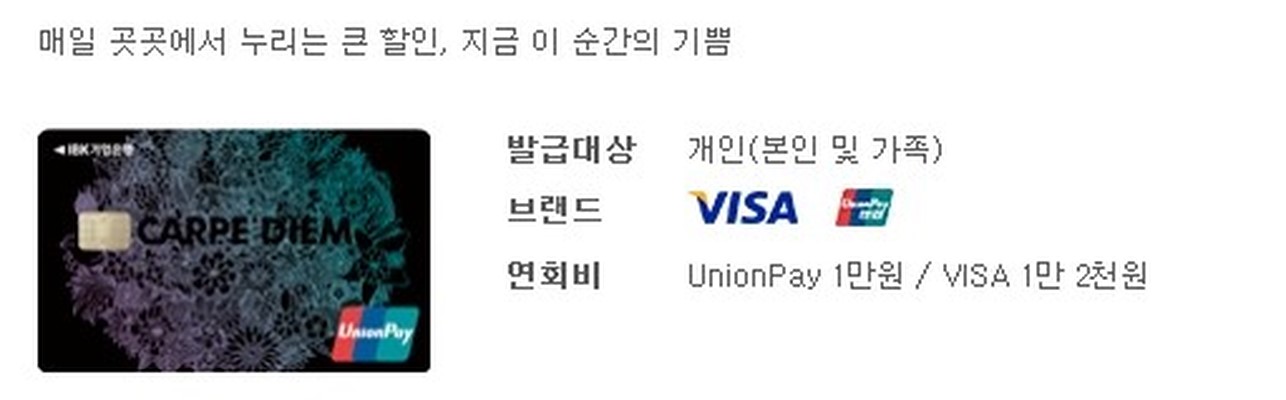 매일 곳곳에서 누리는 큰 할인, 지금 이 순간의 기쁨
IBK기업은행
CARPE DIEM
UnionPay
발급대상 개인(본인 및 가족)
브랜드 VISA UnionPay 银联
연회비 UnionPay 1만원 / VISA 1만 2천원